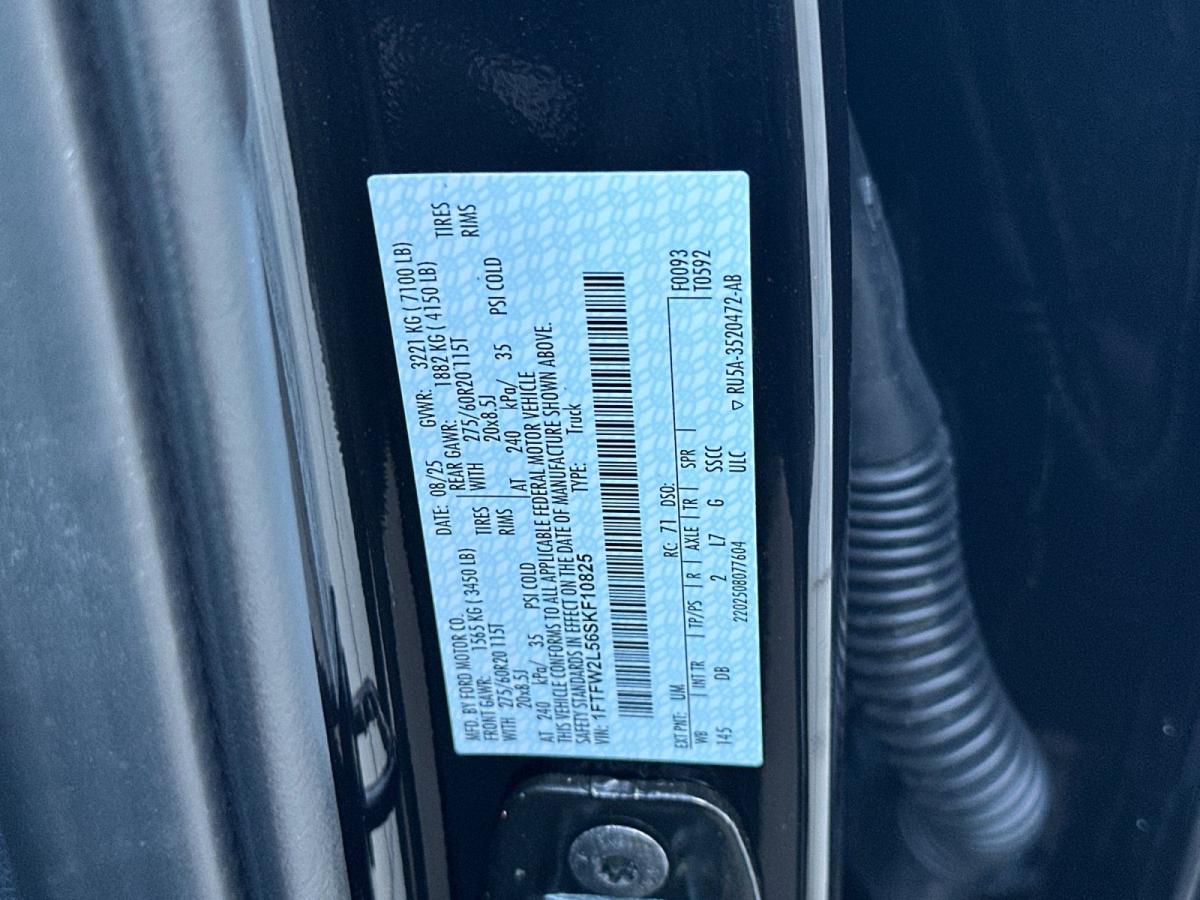 MFD. BY FORD MOTOR CO.
DATE: 08/25 GVWR: 3221 KG ( 7100 LB)
FRONT GAWR: 1565 KG ( 3450 LB) REAR GAWR: 1882 KG ( 4150 LB)
WITH 275/60R20 115T TIRES WITH 275/60R20 115T TIRES
20x8.5J RIMS 20x8.5J RIMS
AT 240 kPa/ 35 PSI COLD AT 240 kPa/ 35 PSI COLD
THIS VEHICLE CONFORMS TO ALL APPLICABLE FEDERAL MOTOR VEHICLE
SAFETY STANDARDS IN EFFECT ON THE DATE OF MANUFACTURE SHOWN ABOVE.
VIN: 1FTFW2L56SKF10825 TYPE: Truck
EXT PNT: UM RC: 71 DSO: F0093
WB INT TR TP/PS R AXLE TR SPR T0592
145 DB 2 L7 G SSCC
2202508077604 ULC ▽ RU5A-3520472-AB